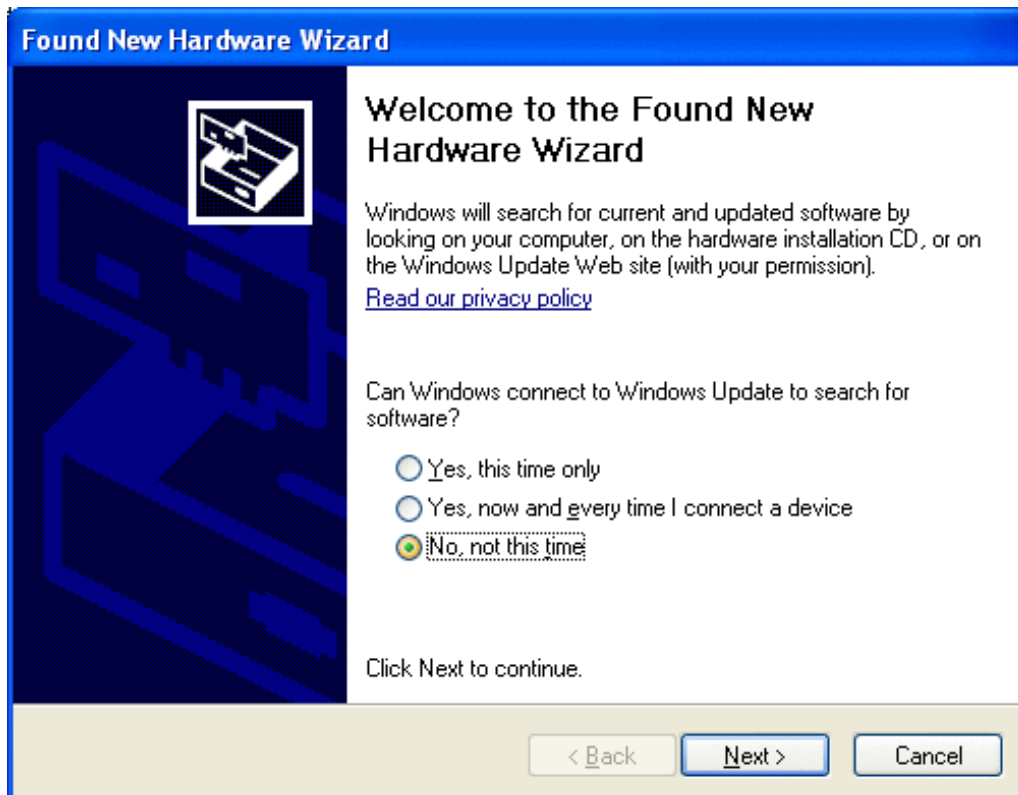 Found New Hardware Wizard
Welcome to the Found New
Hardware Wizard
Windows will search for current and updated software by
looking on your computer, on the hardware installation CD, or on
the Windows Update Web site (with your permission).
Read our privacy policy
Can Windows connect to Windows Update to search for
software?
Yes, this time only
Yes, now and every time I connect a device
No, not this time
Click Next to continue.
< Back Next > Cancel